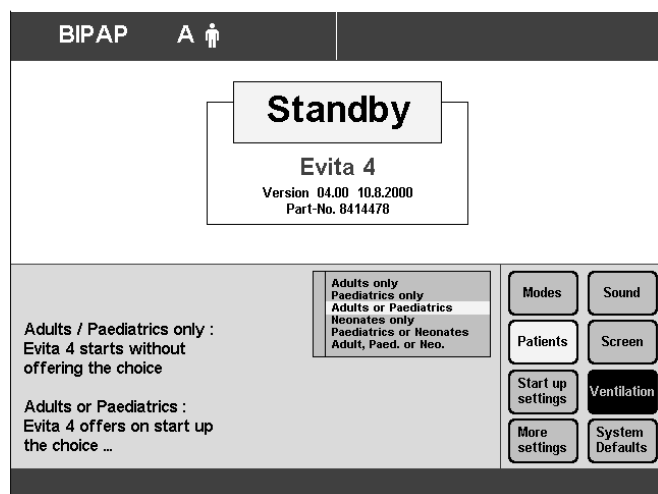 BIPAP A
Standby
Evita 4
Version 04.00 10.8.2000
Part-No. 8414478
Adults only
Paediatrics only
Adults or Paediatrics
Neonates only
Paediatrics or Neonates
Adult, Paed. or Neo.
Adults / Paediatrics only :
Evita 4 starts without
offering the choice
Adults or Paediatrics :
Evita 4 offers on start up
the choice ...
Modes
Sound
Patients
Screen
Start up
settings
Ventilation
More
settings
System
Defaults